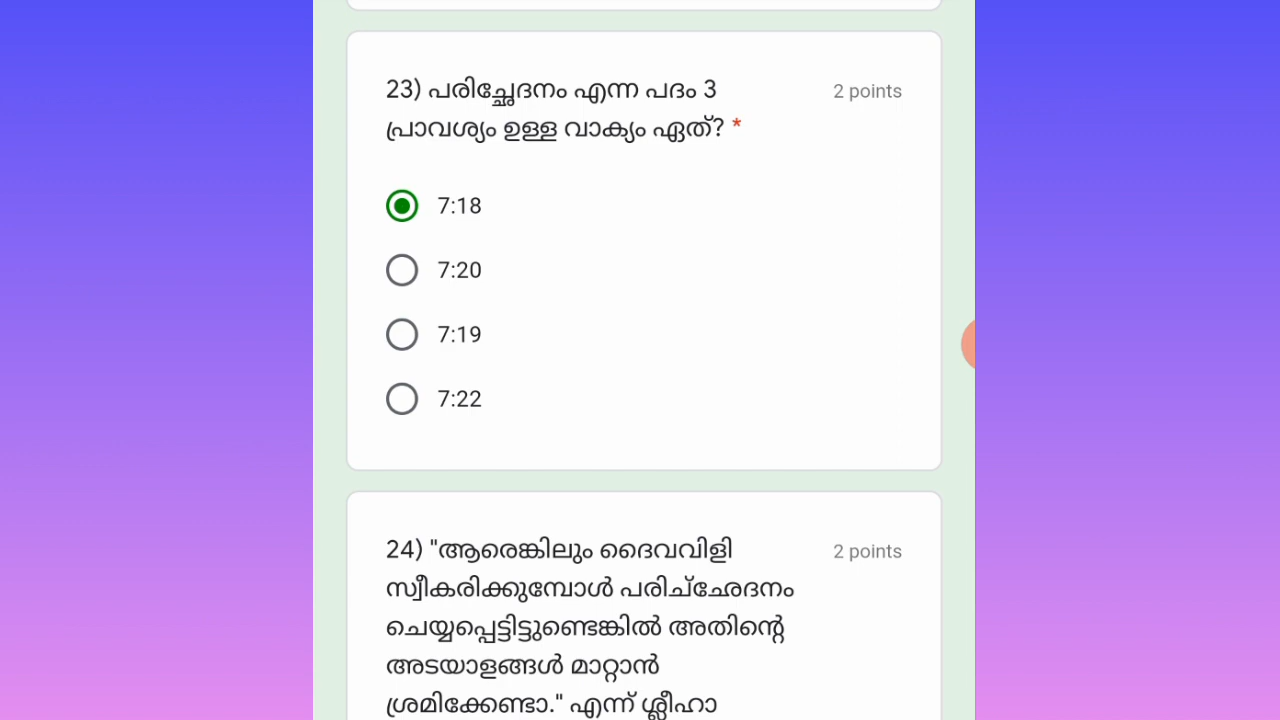 23) പരിച്ഛേദനം എന്ന പദം 3
2 points
പ്രാവശ്യം ഉള്ള വാക്യം ഏത്? *
7:18
7:20
7:19
7:22
24) "ആരെങ്കിലും ദൈവവിളി
2 points
സ്വീകരിക്കുമ്പോൾ പരിച്‌ഛേദനം
ചെയ്യപ്പെട്ടിട്ടുണ്ടെങ്കിൽ അതിന്റെ
അടയാളങ്ങൾ മാറ്റാൻ
ശ്രമിക്കേണ്ടാ." എന്ന് ശ്ലീഹാ